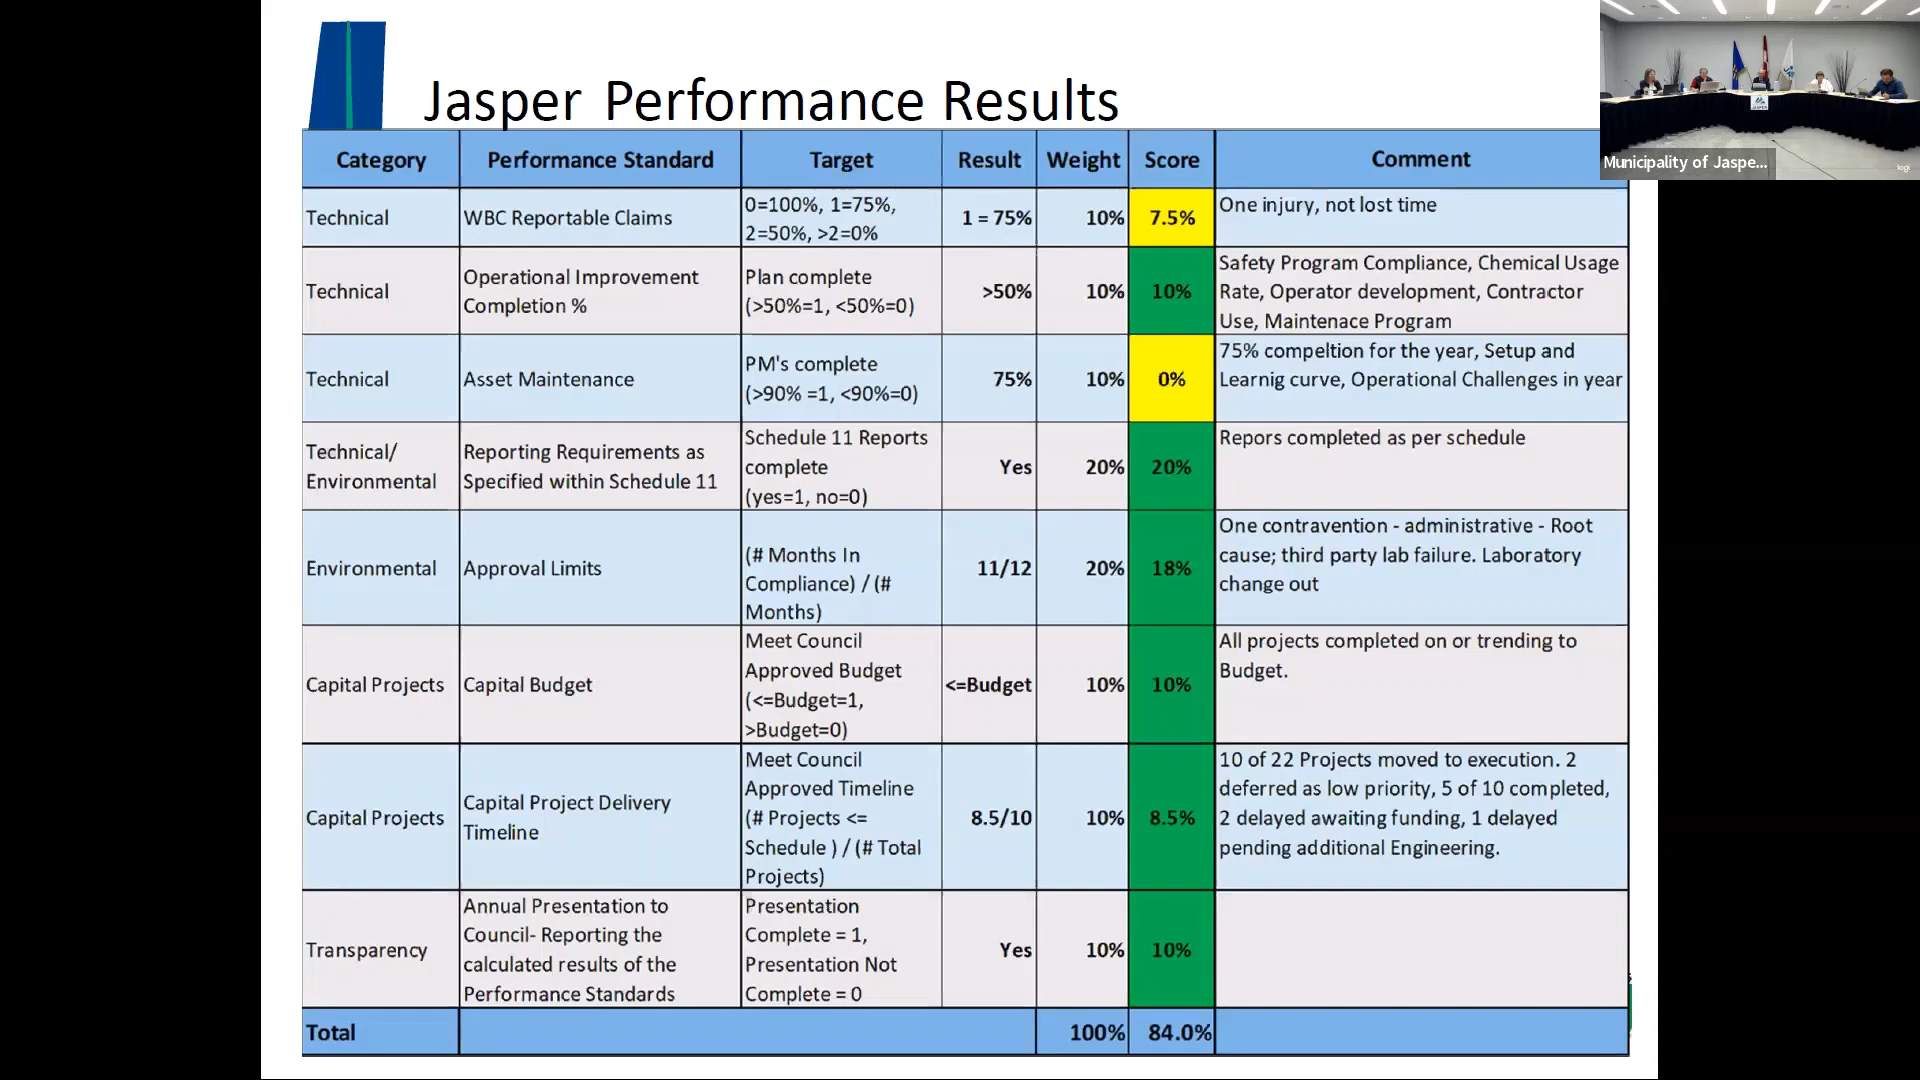 Jasper Performance Results
Category Performance Standard Target Result Weight Score Comment
Technical
WBC Reportable Claims
0=100%, 1=75%,
2=50%, >2=0%
1 = 75%
10%
7.5%
One injury, not lost time
Technical
Operational Improvement
Completion %
Plan complete
(>50%=1, <50%=0)
>50%
10%
10%
Safety Program Compliance, Chemical Usage
Rate, Operator development, Contractor
Use, Maintenace Program
Technical
Asset Maintenance
PM's complete
(>90% =1, <90%=0)
75%
10%
0%
75% compeltion for the year, Setup and
Learnig curve, Operational Challenges in year
Technical/
Environmental
Reporting Requirements as
Specified within Schedule 11
Schedule 11 Reports
complete
(yes=1, no=0)
Yes
20%
20%
Repors completed as per schedule
Environmental
Approval Limits
(# Months In
Compliance) / (#
Months)
11/12
20%
18%
One contravention - administrative - Root
cause; third party lab failure. Laboratory
change out
Capital Projects
Capital Budget
Meet Council
Approved Budget
(<=Budget=1,
>Budget=0)
<=Budget
10%
10%
All projects completed on or trending to
Budget.
Capital Projects
Capital Project Delivery
Timeline
Meet Council
Approved Timeline
(# Projects <=
Schedule ) / (# Total
Projects)
8.5/10
10%
8.5%
10 of 22 Projects moved to execution. 2
deferred as low priority, 5 of 10 completed,
2 delayed awaiting funding, 1 delayed
pending additional Engineering.
Transparency
Annual Presentation to
Council- Reporting the
calculated results of the
Performance Standards
Presentation
Complete = 1,
Presentation Not
Complete = 0
Yes
10%
10%
Total 100% 84.0%
JASPER
Municipality of Jaspe...
logi